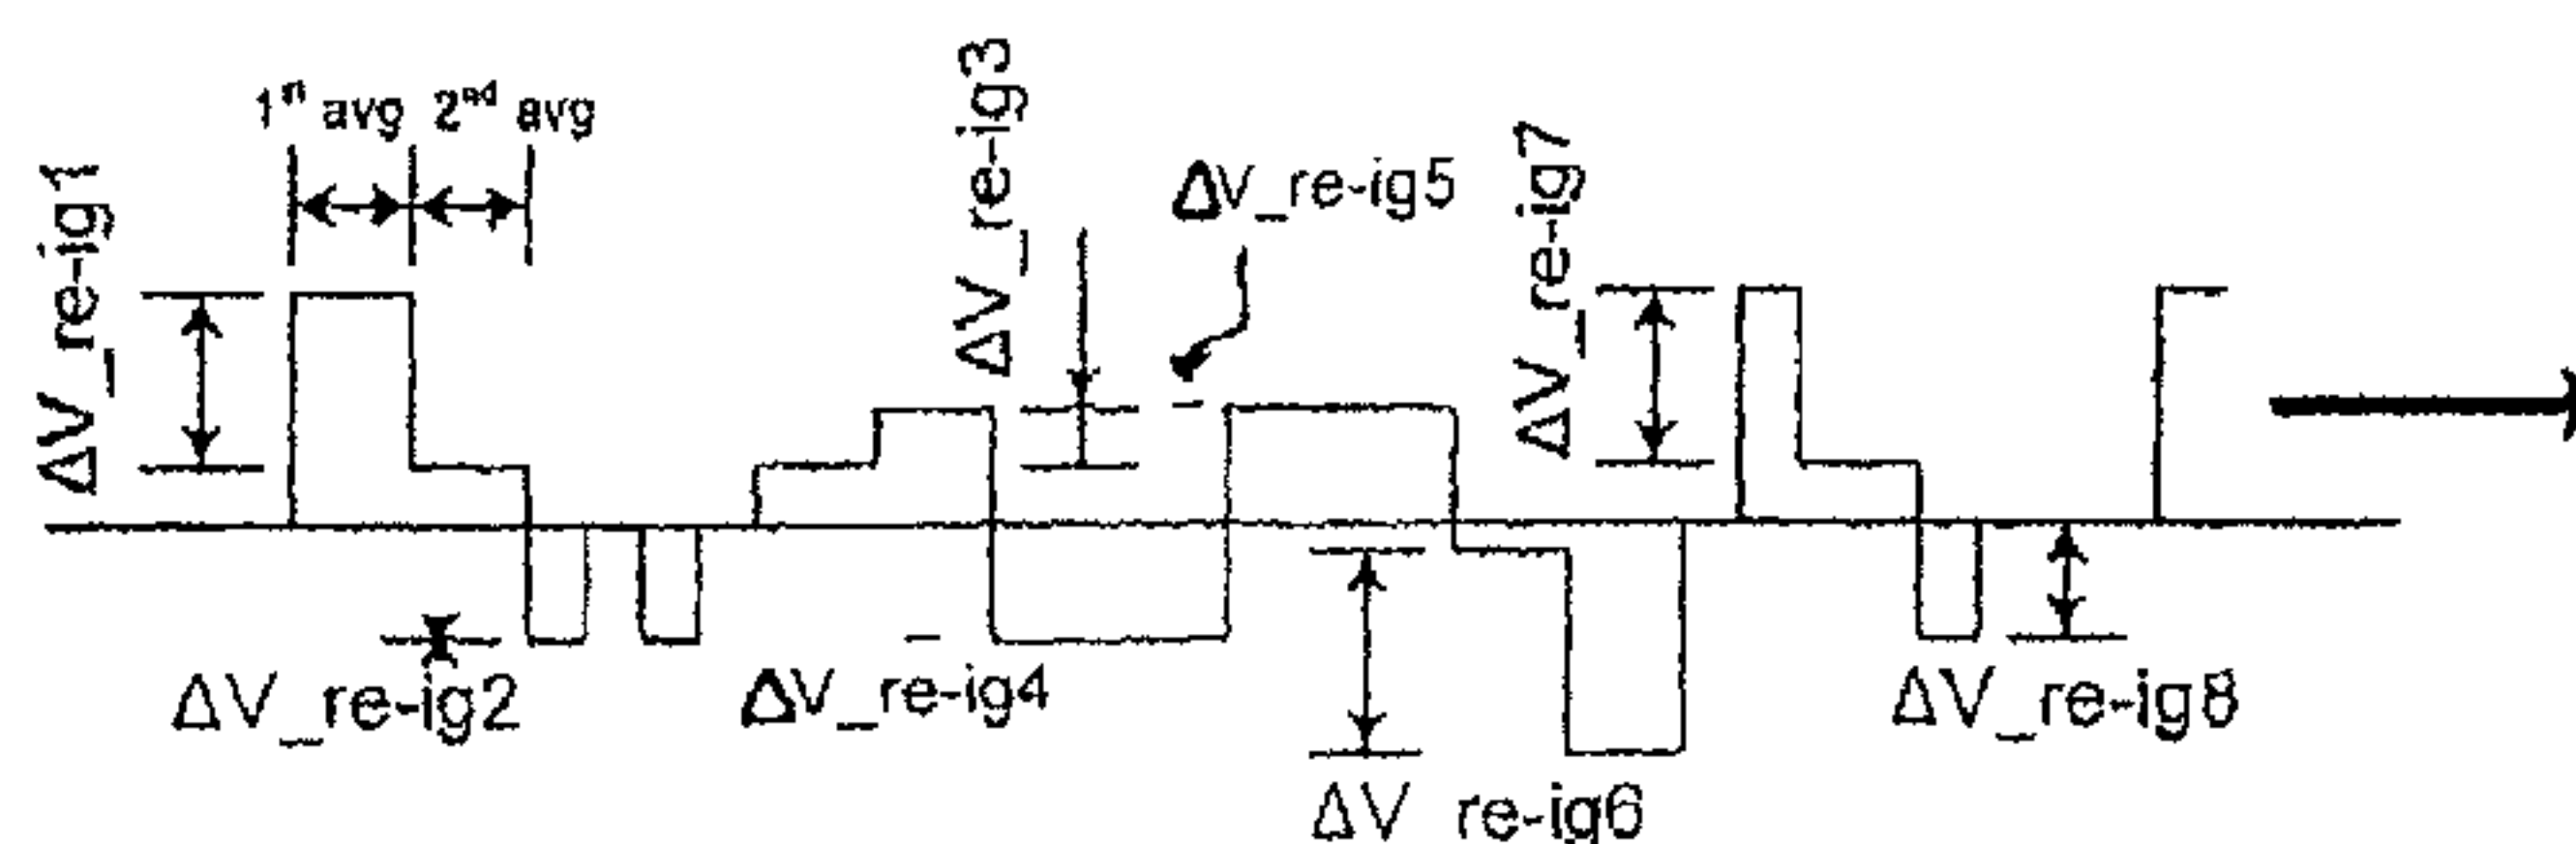 1st avg 2nd avg
ΔV_re-ig1
ΔV_re-ig3
ΔV_re-ig5
ΔV_re-ig7
ΔV_re-ig2
ΔV_re-ig4
ΔV re-ig6
ΔV_re-ig8